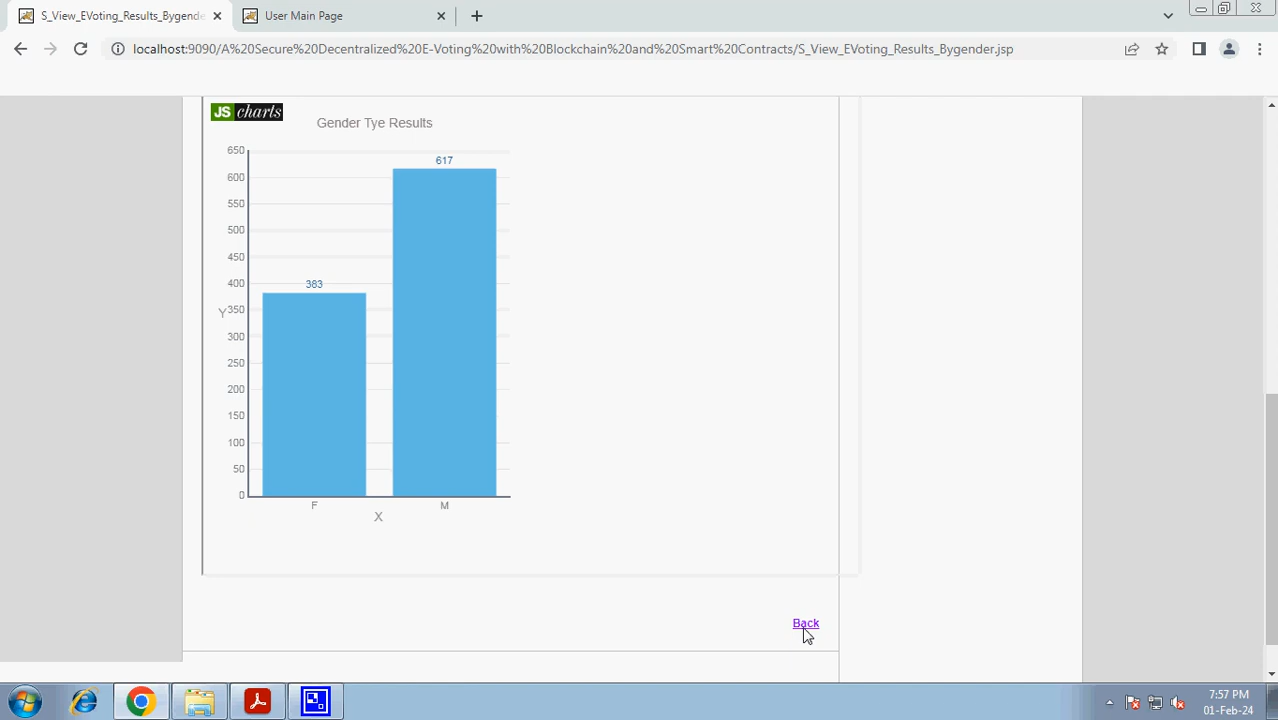 S_View_EVoting_Results_Bygende
User Main Page
localhost:9090/A%20Secure%20Decentralized%20E-Voting%20with%20Blockchain%20and%20Smart%20Contracts/S_View_EVoting_Results_Bygender.jsp
JS charts
Gender Tye Results
650
617
600
550
500
450
400
383
Y
350
300
250
200
150
100
50
0
F
M
X
Back
7:57 PM
01-Feb-24